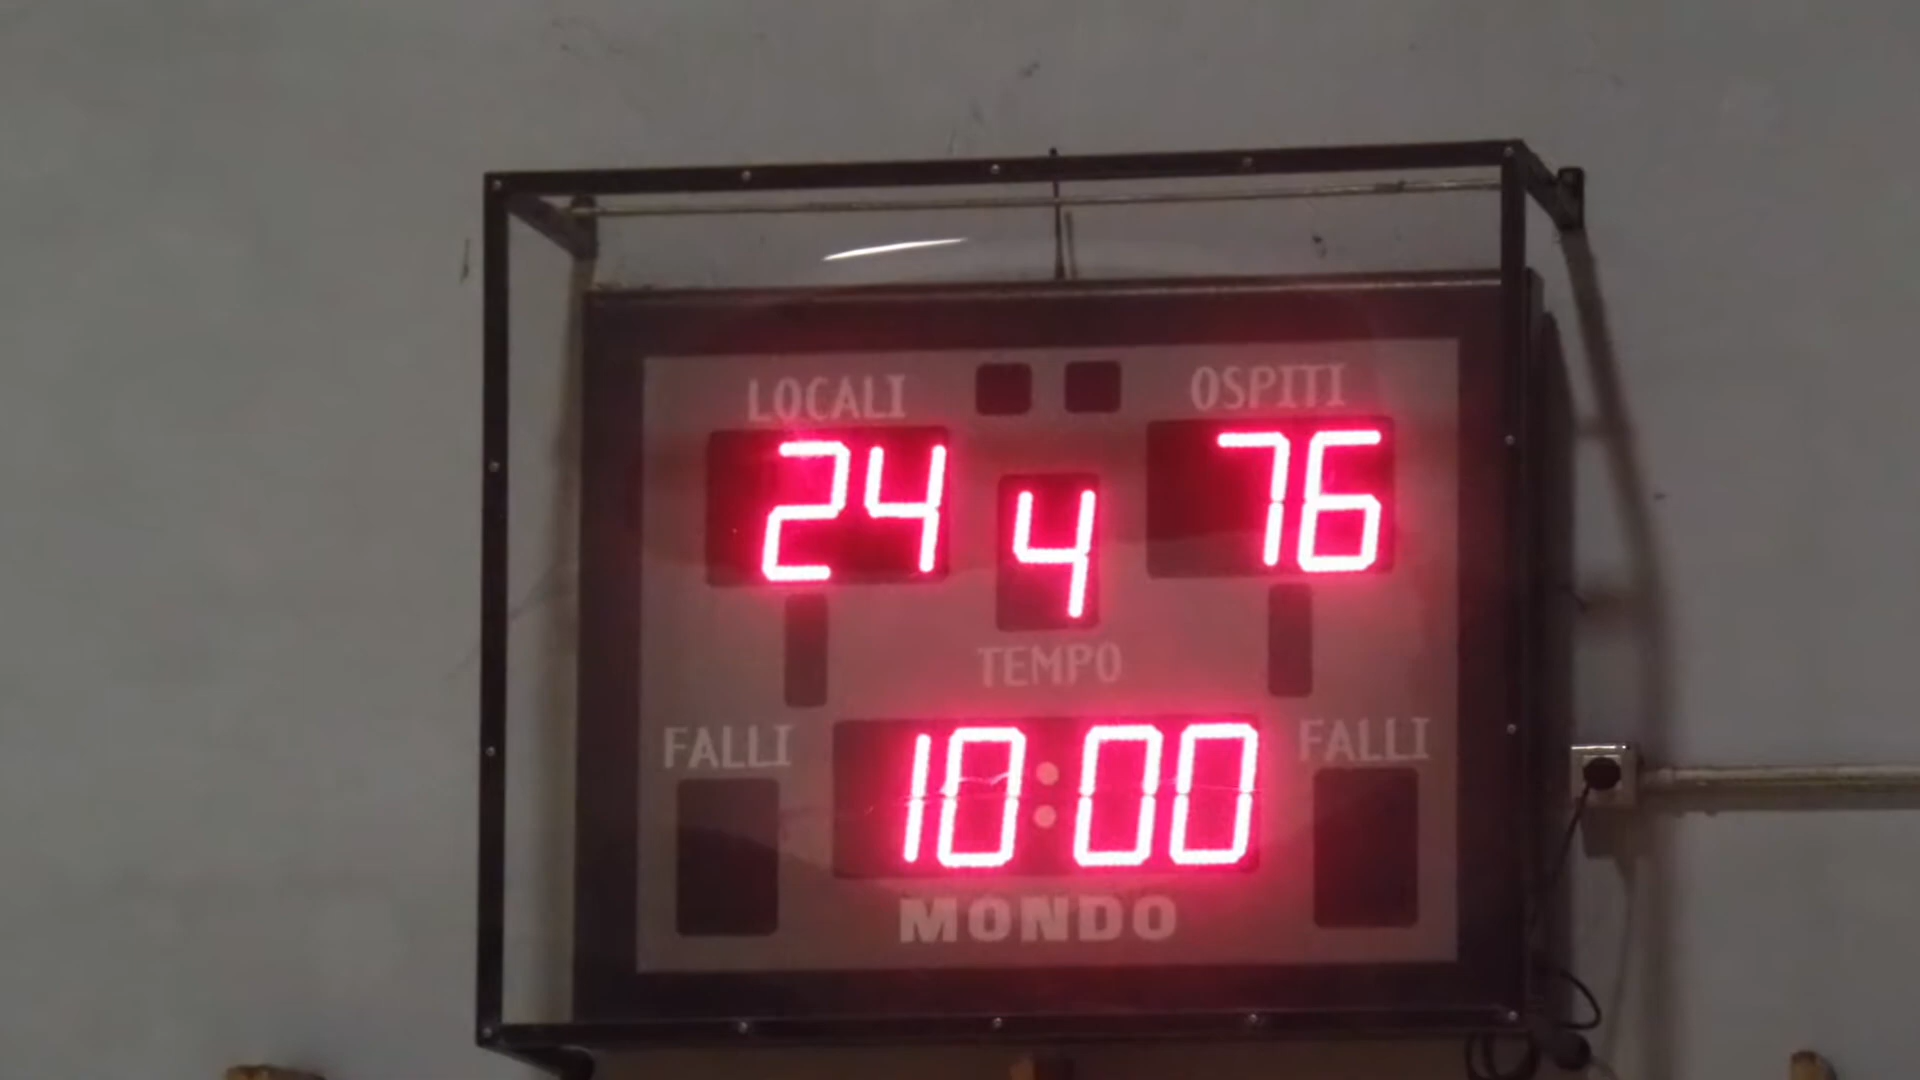 LOCALI OSPITI
24 4 76
TEMPO
FALLI 10:00 FALLI
MONDO